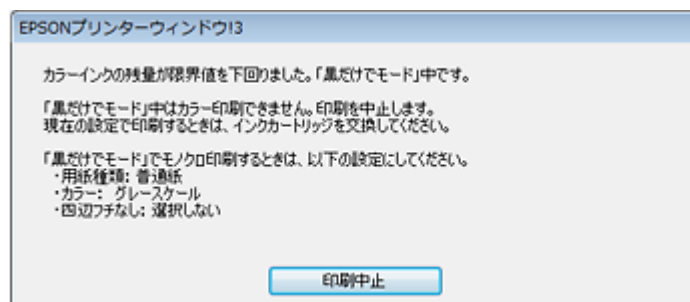 EPSONプリンターウィンドウ!3
カラーインクの残量が限界値を下回りました。「黒だけでモード」中です。
「黒だけでモード」中はカラー印刷できません。印刷を中止します。
現在の設定で印刷するときは、インクカートリッジを交換してください。
「黒だけでモード」でモノクロ印刷するときは、以下の設定にしてください。
・用紙種類: 普通紙
・カラー: グレースケール
・四辺フチなし: 選択しない
印刷中止